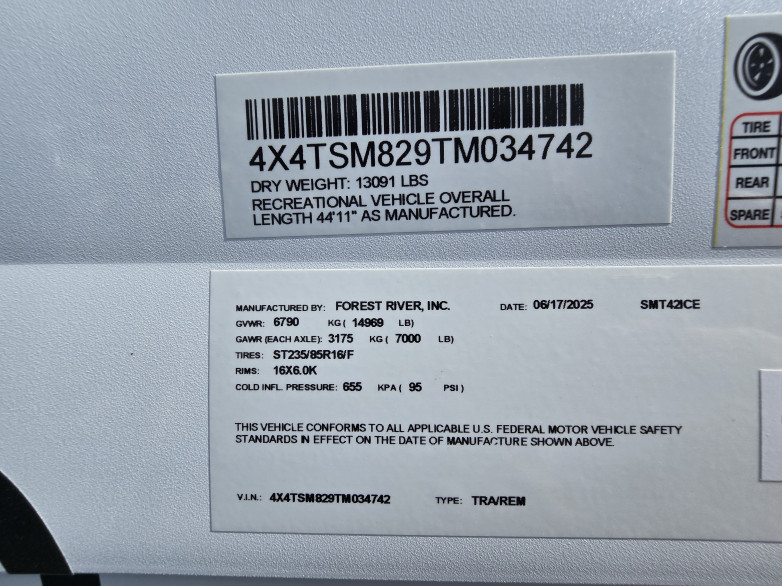 4X4TSM829TM034742
DRY WEIGHT: 13091 LBS
RECREATIONAL VEHICLE OVERALL
LENGTH 44'11" AS MANUFACTURED.
TIRE
FRONT
REAR
SPARE
MANUFACTURED BY: FOREST RIVER, INC. DATE: 06/17/2025 SMT42ICE
GVWR: 6790 KG ( 14969 LB)
GAWR (EACH AXLE): 3175 KG ( 7000 LB)
TIRES: ST235/85R16/F
RIMS: 16X6.0K
COLD INFL. PRESSURE: 655 KPA ( 95 PSI )
THIS VEHICLE CONFORMS TO ALL APPLICABLE U.S. FEDERAL MOTOR VEHICLE SAFETY
STANDARDS IN EFFECT ON THE DATE OF MANUFACTURE SHOWN ABOVE.
V.I.N.: 4X4TSM829TM034742 TYPE: TRA/REM